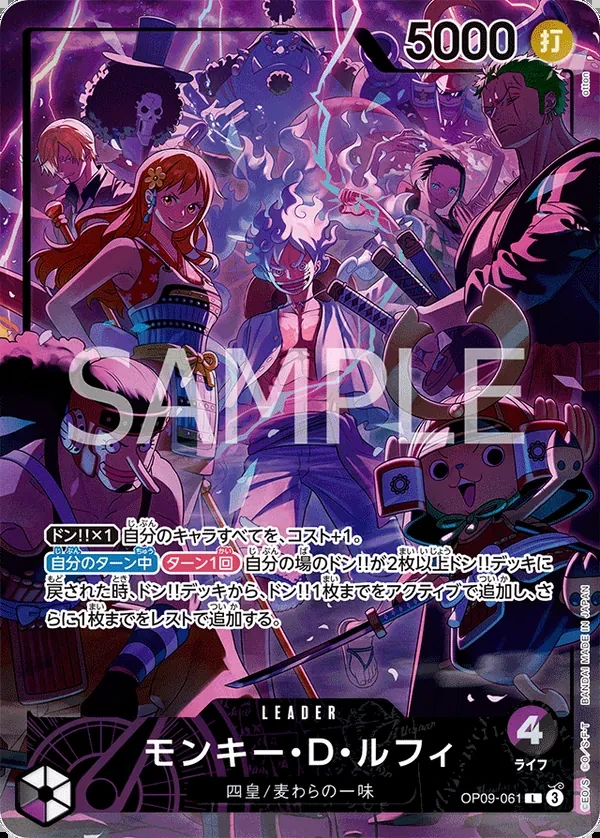 5000 打
otton
SAMPLE
ドン!!×1 自分のキャラすべてを、コスト+1。
自分のターン中 ターン1回 自分の場のドン!!が2枚以上ドン!!デッキに
戻された時、ドン!!デッキから、ドン!!1枚までをアクティブで追加し、さ
らに1枚までをレストで追加する。
LEADER
モンキー・D・ルフィ
四皇/麦わらの一味
4
ライフ
OP09-061 L 3
©E.O/S. ©O./S・F・T BANDAI MADE IN JAPAN